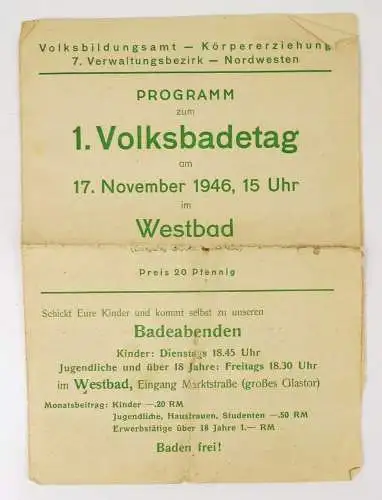 Volksbildungsamt — Körpererziehung
7. Verwaltungsbezirk — Nordwesten
PROGRAMM
zum
1. Volksbadetag
am
17. November 1946, 15 Uhr
im
Westbad
Preis 20 Pfennig
Schickt Eure Kinder und kommt selbst zu unseren
Badeabenden
Kinder: Dienstags 18.45 Uhr
Jugendliche und über 18 Jahre: Freitags 18.30 Uhr
im Westbad, Eingang Marktstraße (großes Glastor)
Monatsbeitrag: Kinder —.20 RM
Jugendliche, Hausfrauen, Studenten —.50 RM
Erwerbstätige über 18 Jahre 1.— RM
Baden frei!